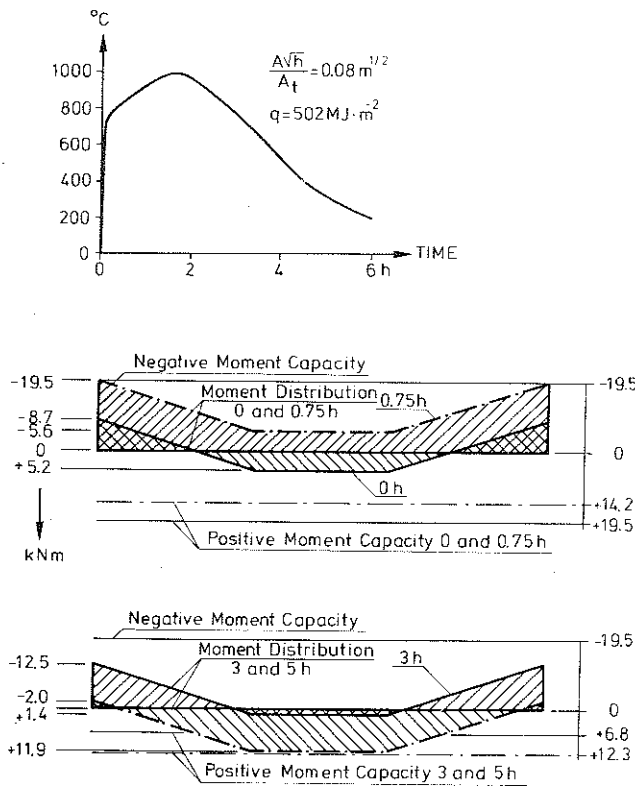 °C
1000
800
600
400
200
0
0 2 4 6 h
TIME
A√h
A t = 0.08 m 1/2
q = 502 MJ · m -2
Negative Moment Capacity
-19.5
-19.5
Moment Distribution
0 and 0.75h
0.75h
-8.7
-5.6
0
0
+5.2
0h
+14.2
+19.5
kNm
Positive Moment Capacity 0 and 0.75h
Negative Moment Capacity
-19.5
-12.5
Moment Distribution
3 and 5h
3h
-2.0
0
+1.4
+6.8
+11.9
+12.3
Positive Moment Capacity 3 and 5h